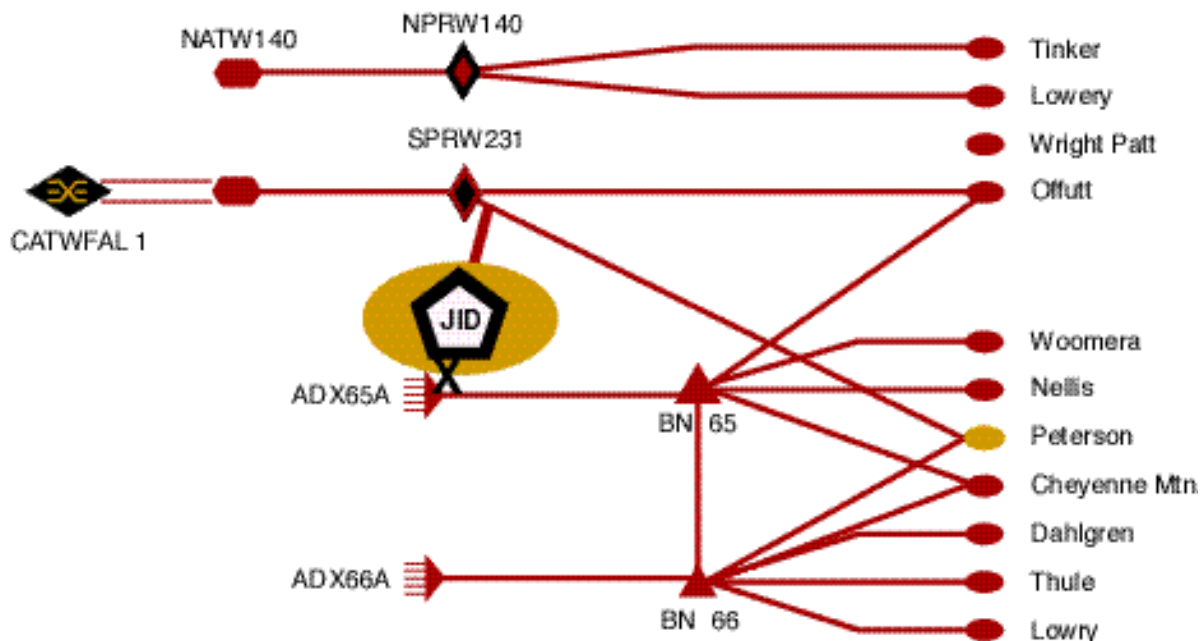 NATW140
NPRW140
Tinker
Lowery
SPRW231
Wright Patt
Offutt
CATWFAL 1
JID
X
Woomera
ADX65A
Nellis
BN 65
Peterson
Cheyenne Mtn.
Dahlgren
ADX66A
Thule
BN 66
Lowry